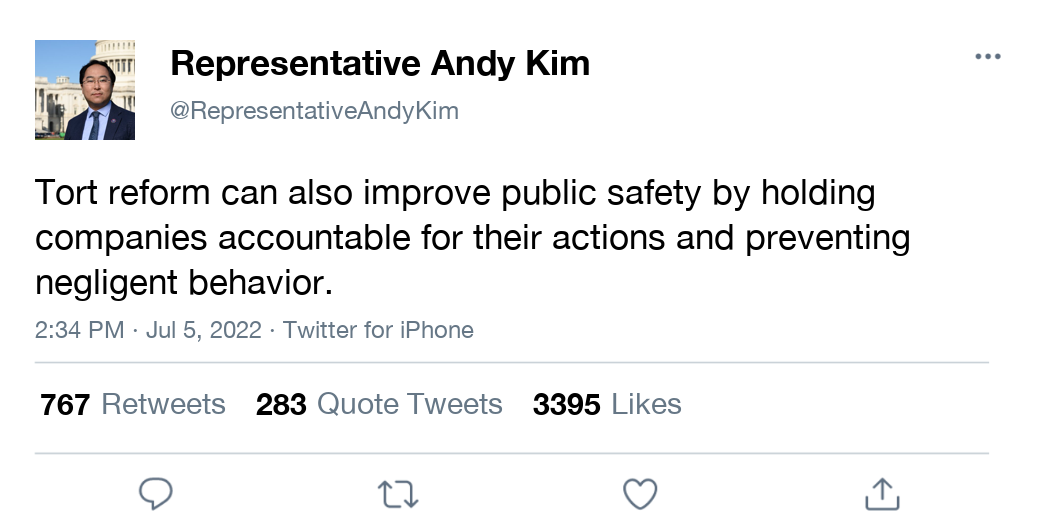 Representative Andy Kim
@RepresentativeAndyKim
Tort reform can also improve public safety by holding
companies accountable for their actions and preventing
negligent behavior.
2:34 PM · Jul 5, 2022 · Twitter for iPhone
767 Retweets 283 Quote Tweets 3395 Likes